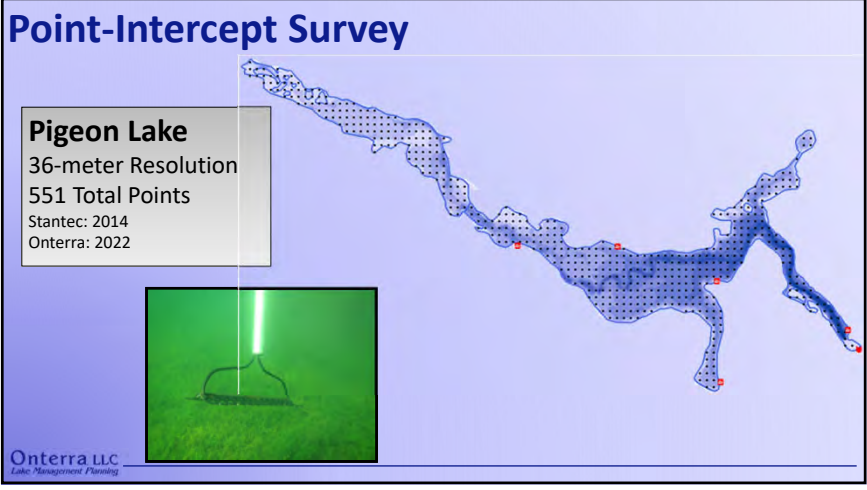 Point-Intercept Survey
Pigeon Lake
36-meter Resolution
551 Total Points
Stantec: 2014
Onterra: 2022
Onterra LLC
Lake Management Planning